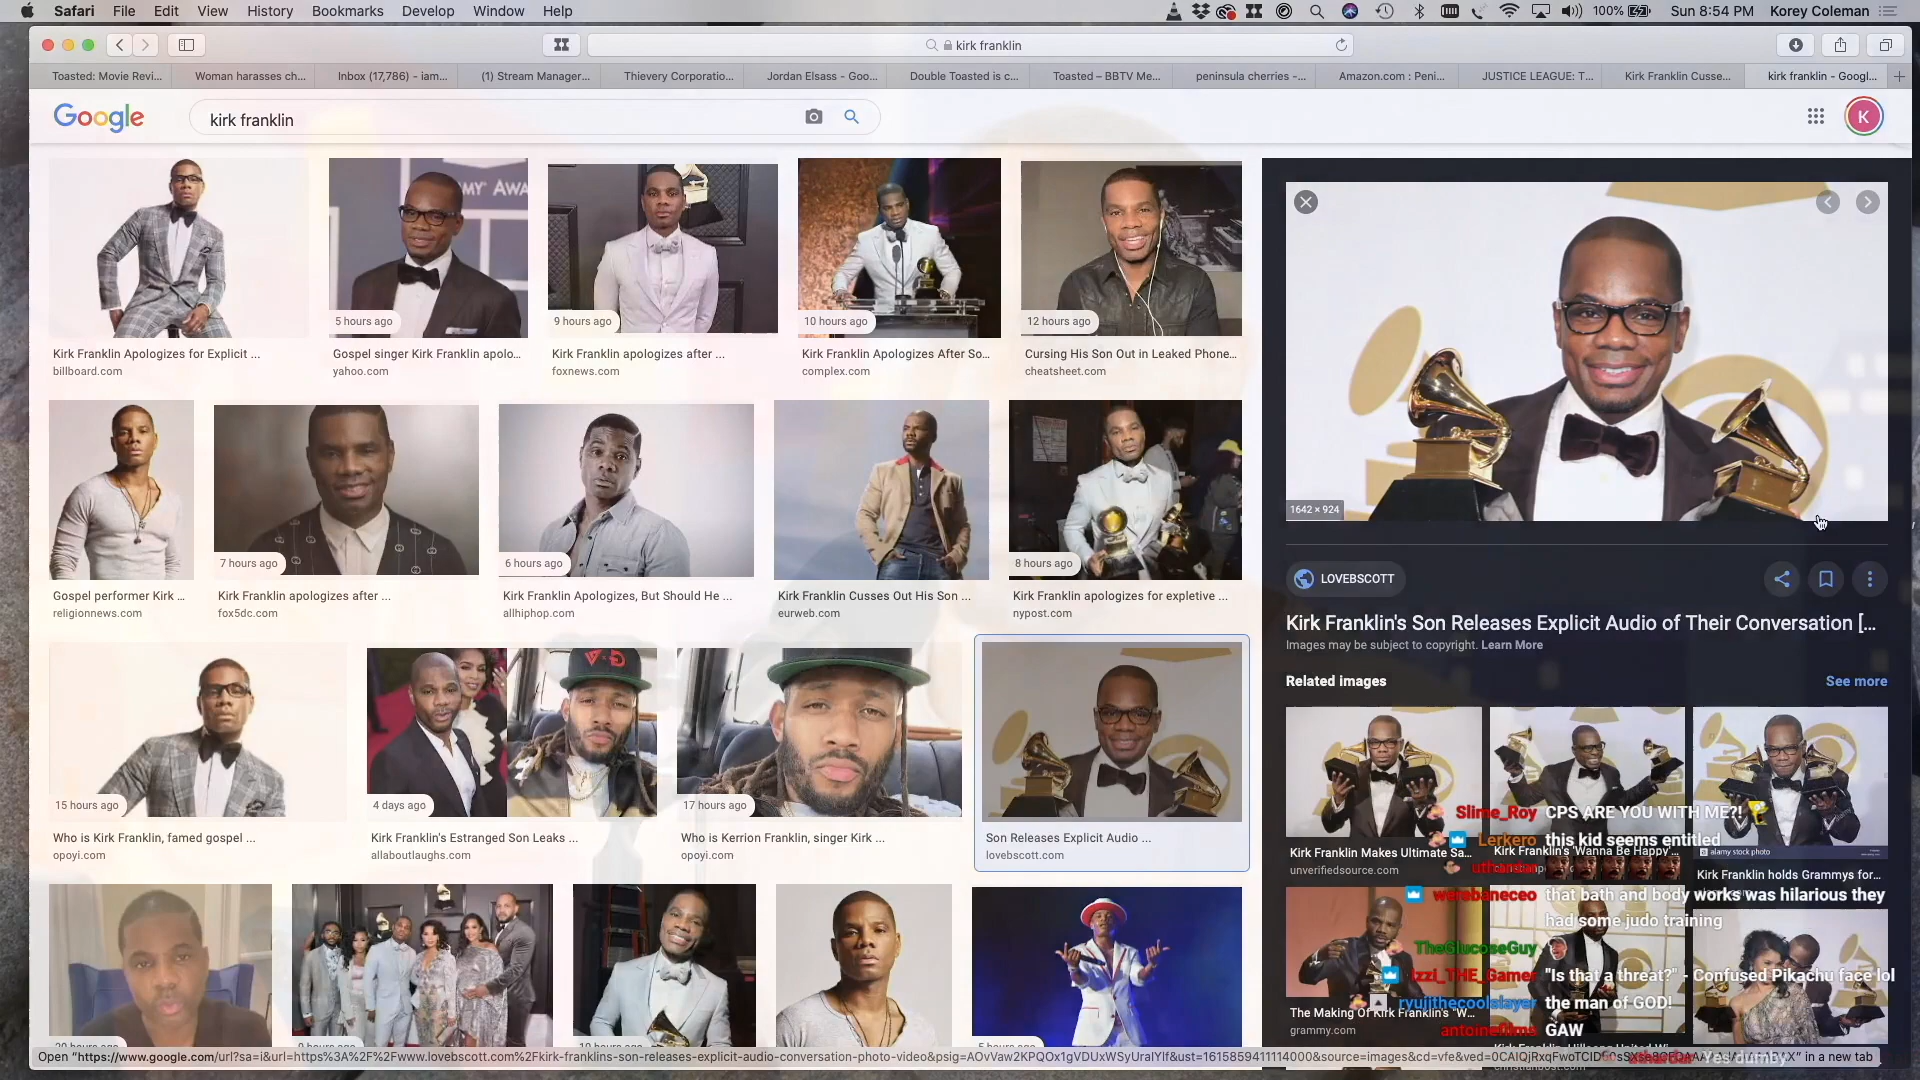 Safari File Edit View History Bookmarks Develop Window Help
100% Sun 8:54 PM Korey Coleman
kirk franklin
Toasted: Movie Revi...
Woman harasses ch...
Inbox (17,786) - iam...
(1) Stream Manager...
Thievery Corporatio...
Jordan Elsass - Goo...
Double Toasted is c...
Toasted – BBTV Me...
peninsula cherries -...
Amazon.com : Peni...
JUSTICE LEAGUE: T...
Kirk Franklin Cusse...
kirk franklin - Googl...
Google
kirk franklin
K
MY AWA
5 hours ago
9 hours ago
10 hours ago
12 hours ago
Kirk Franklin Apologizes for Explicit ...
billboard.com
Gospel singer Kirk Franklin apolo...
yahoo.com
Kirk Franklin apologizes after ...
foxnews.com
Kirk Franklin Apologizes After So...
complex.com
Cursing His Son Out in Leaked Phone...
cheatsheet.com
7 hours ago
6 hours ago
8 hours ago
Gospel performer Kirk ...
religionnews.com
Kirk Franklin apologizes after ...
fox5dc.com
Kirk Franklin Apologizes, But Should He ...
allhiphop.com
Kirk Franklin Cusses Out His Son ...
eurweb.com
Kirk Franklin apologizes for expletive ...
nypost.com
15 hours ago
4 days ago
17 hours ago
Who is Kirk Franklin, famed gospel ...
opoyi.com
Kirk Franklin's Estranged Son Leaks ...
allaboutlaughs.com
Who is Kerrion Franklin, singer Kirk ...
opoyi.com
Son Releases Explicit Audio ...
lovebscott.com
1642 × 924
LOVEBSCOTT
Kirk Franklin's Son Releases Explicit Audio of Their Conversation [...
Images may be subject to copyright. Learn More
Related images
See more
Kirk Franklin Makes Ultimate Sa...
unverifiedsource.com
Kirk Franklin's 'Wanna Be Happy'...
alamy stock photo
Kirk Franklin holds Grammys for...
The Making Of Kirk Franklin's "W...
grammy.com
Slime_Roy CPS ARE YOU WITH ME?!
Lerkero this kid seems entitled
uthorstar
werabaneceo that bath and body works was hilarious they
had some judo training
TheGlucoseGuy
Izzi_THE_Gamer "Is that a threat?" - Confused Pikachu face lol
ryujithecoolslayer the man of GOD!
antoinefilms GAW
Yes dummy
Open "https://www.google.com/url?sa=i&url=https%3A%2F%2Fwww.lovebscott.com%2Fkirk-franklins-son-releases-explicit-audio-conversation-photo-video&psig=AOvVaw2KPQOx1gVDUxWSyUraIYIf&ust=1615859411114000&source=images&cd=vfe&ved=0CAIQjRxqFwoTCID in a new tab